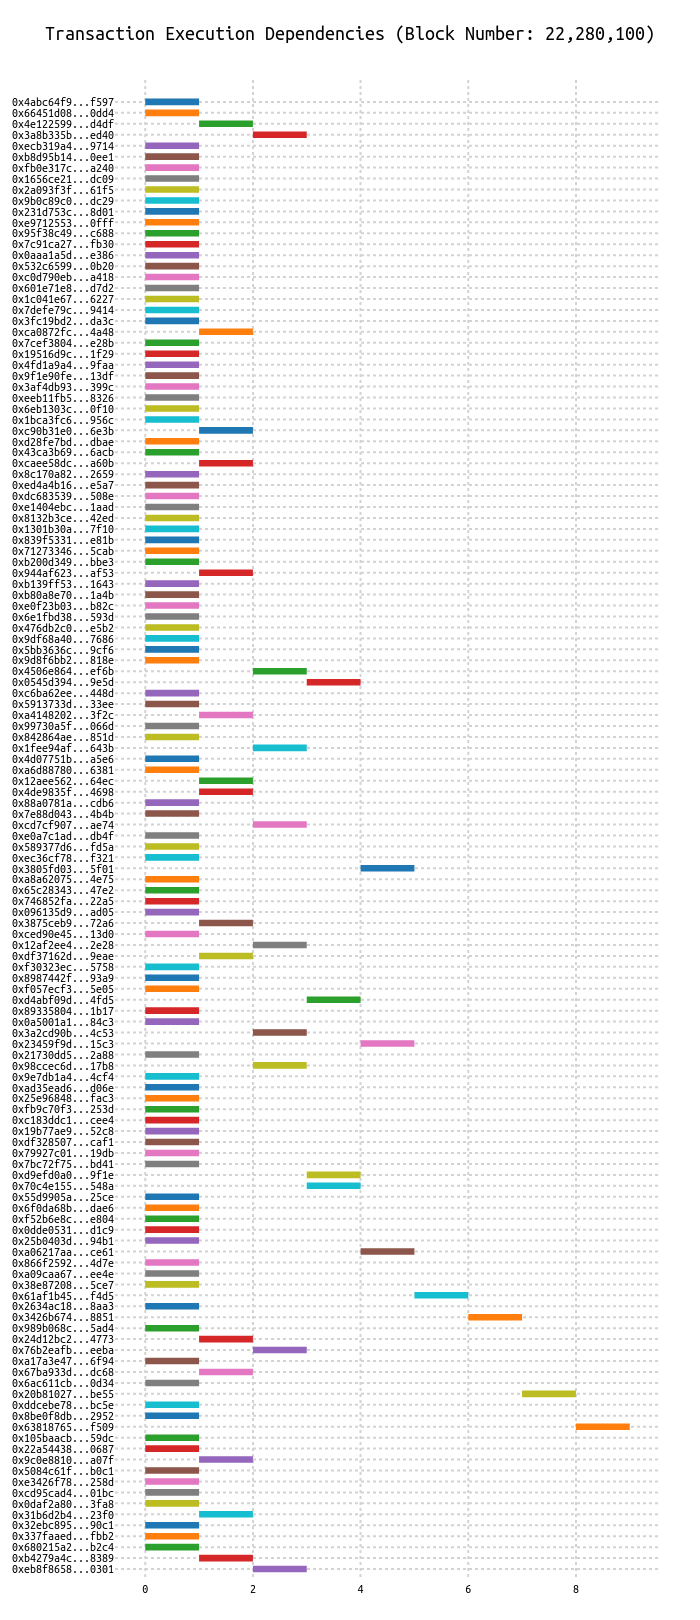 Transaction Execution Dependencies (Block Number: 22,280,100)
0x4abc64f9...f597
0x66451d08...0dd4
0x4e122599...d4df
0x3a8b335b...ed40
0xecb319a4...9714
0xb8d95b14...0ee1
0xfb0e317c...a240
0x1656ce21...dc09
0x2a093f3f...61f5
0x9b0c89c0...dc29
0x231d753c...8d01
0xe9712553...0fff
0x95f38c49...c688
0x7c91ca27...fb30
0x0aaa1a5d...e386
0x532c6599...0b20
0xc0d790eb...a418
0x601e71e8...d7d2
0x1c041e67...6227
0x7defe79c...9414
0x3fc19bd2...da3c
0xca0872fc...4a48
0x7cef3804...e28b
0x19516d9c...1f29
0x4fd1a9a4...9faa
0x9f1e90fe...13df
0x3af4db93...399c
0xeeb11fb5...8326
0x6eb1303c...0f10
0x1bca3fc6...956c
0xc90b31e0...6e3b
0xd28fe7bd...dbae
0x43ca3b69...6acb
0xcaee58dc...a60b
0x8c170a82...2659
0xed4a4b16...e5a7
0xdc683539...508e
0xe1404ebc...1aad
0x8132b3ce...42ed
0x1301b30a...7f10
0x839f5331...e81b
0x71273346...5cab
0xb200d349...bbe3
0x944af623...af53
0xb139ff53...1643
0xb80a8e70...1a4b
0xe0f23b03...b82c
0x6e1fbd38...593d
0x476db2c0...e5b2
0x9df68a40...7686
0x5bb3636c...9cf6
0x9d8f6bb2...818e
0x4506e864...ef6b
0x0545d394...9e5d
0xc6ba62ee...448d
0x5913733d...33ee
0xa4148202...3f2c
0x99730a5f...066d
0x842864ae...851d
0x1fee94af...643b
0x4d07751b...a5e6
0xa6d88780...6381
0x12aee562...64ec
0x4de9835f...4698
0x88a0781a...cdb6
0x7e88d043...4b4b
0xcd7cf907...ae74
0xe0a7c1ad...db4f
0x589377d6...fd5a
0xec36cf78...f321
0x3805fd03...5f01
0xa8a62075...4e75
0x65c28343...47e2
0x746852fa...22a5
0x096135d9...ad05
0x3875ceb9...72a6
0xced90e45...13d0
0x12af2ee4...2e28
0xdf37162d...9eae
0xf30323ec...5758
0x8987442f...93a9
0xf057ecf3...5e05
0xd4abf09d...4fd5
0x89335804...1b17
0x0a5001a1...84c3
0x3a2cd90b...4c53
0x23459f9d...15c3
0x21730dd5...2a88
0x98ccec6d...17b8
0x9e7db1a4...4cf4
0xad35ead6...d06e
0x25e96848...fac3
0xfb9c70f3...253d
0xc183ddc1...cee4
0x19b77ae9...52c8
0xdf328507...caf1
0x79927c01...19db
0x7bc72f75...bd41
0xd9efd0a0...9f1e
0x70c4e155...548a
0x55d9905a...25ce
0x6f0da68b...dae6
0xf52b6e8c...e804
0x0dde0531...d1c9
0x25b0403d...94b1
0xa06217aa...ce61
0x866f2592...4d7e
0xa09caa67...ee4e
0x38e87208...5ce7
0x61af1b45...f4d5
0x2634ac18...8aa3
0x3426b674...8851
0x989b068c...5ad4
0x24d12bc2...4773
0x76b2eafb...eeba
0xa17a3e47...6f94
0x67ba933d...dc68
0x6ac611cb...0d34
0x20b81027...be55
0xddcebe78...bc5e
0x8be0f8db...2952
0x63818765...f509
0x105baacb...59dc
0x22a54438...0687
0x9c0e8810...a07f
0x5084c61f...b0c1
0xe3426f78...258d
0xcd95cad4...01bc
0x0daf2a80...3fa8
0x31b6d2b4...23f0
0x32ebc895...90c1
0x337faaed...fbb2
0x680215a2...b2c4
0xb4279a4c...8389
0xeb8f8658...0301
0 2 4 6 8